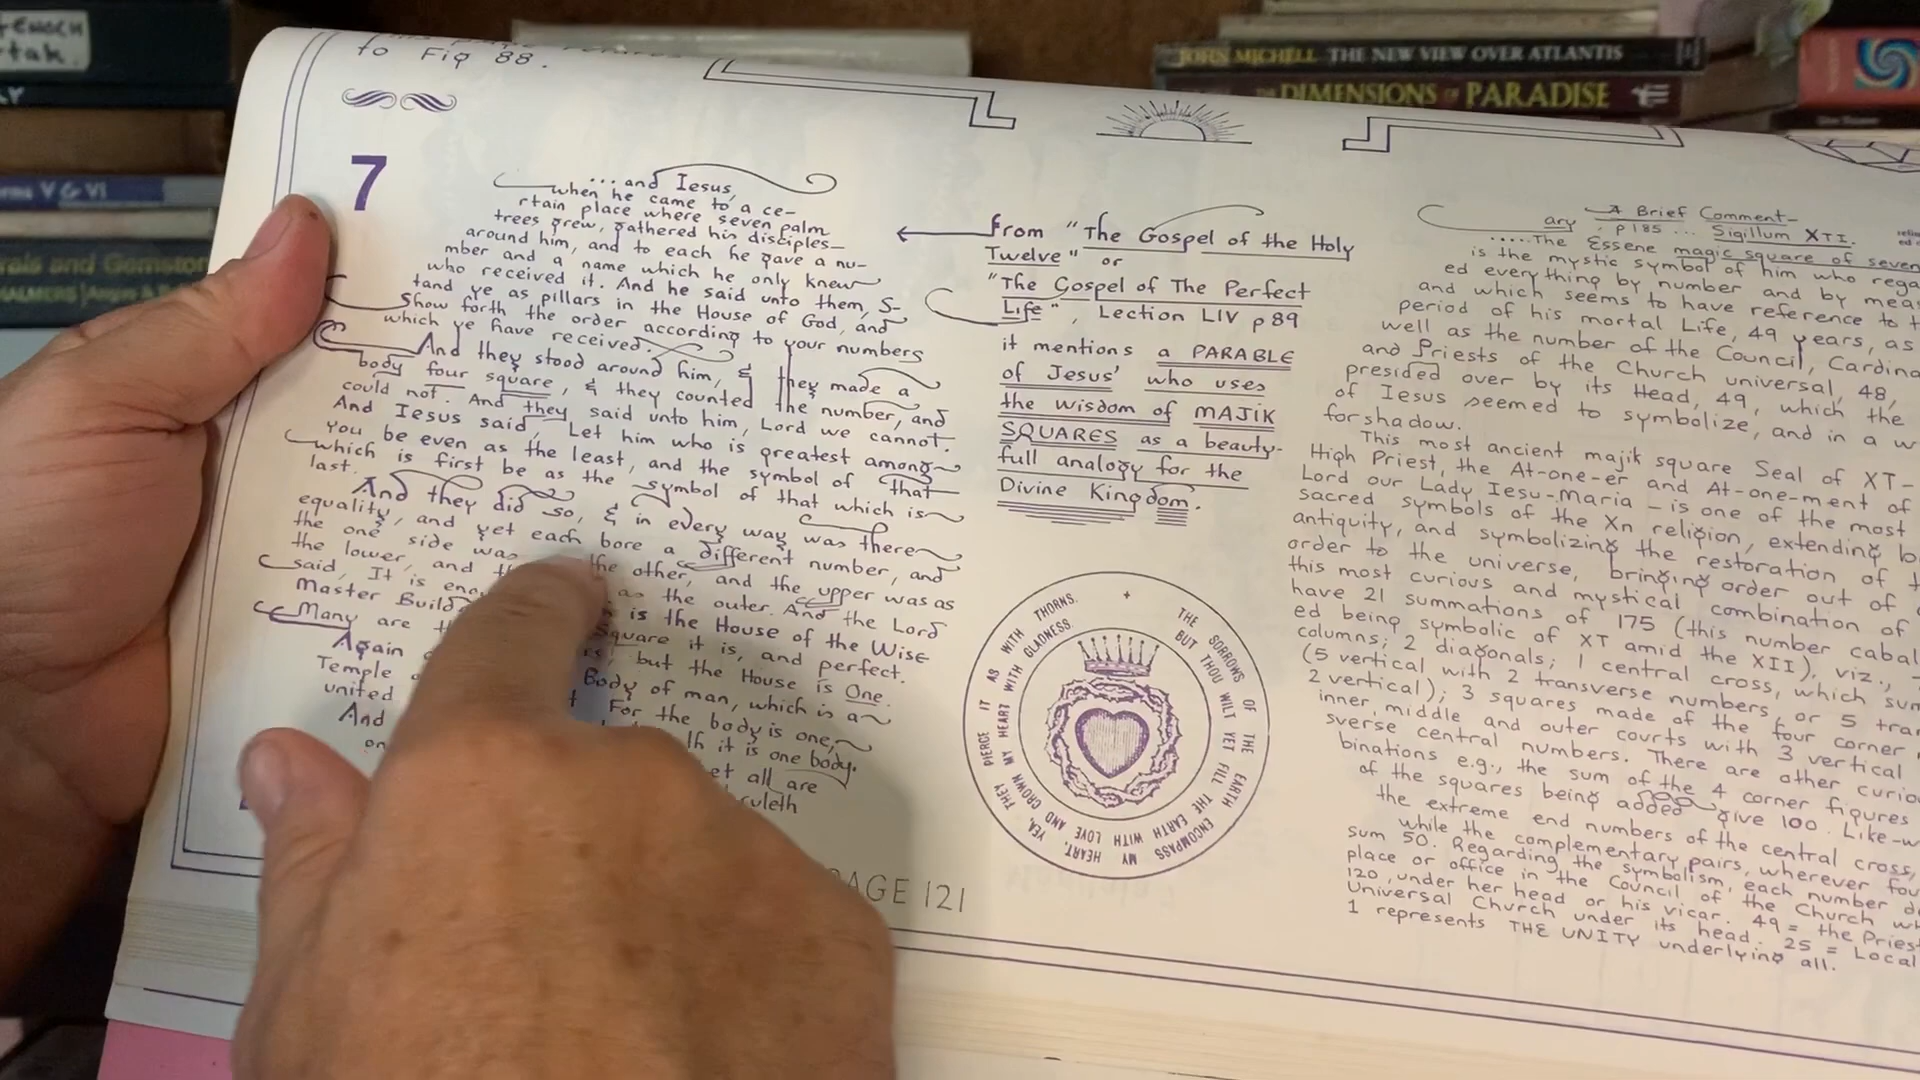 ENOCH
tak.
JOHN MICHELL THE NEW VIEW OVER ATLANTIS
DIMENSIONS OF PARADISE
to Fig 88.
7
... and Iesus,
when he came to a ce-
rtain place where seven palm
trees grew, gathered his disciples
around him, and to each he gave a nu-
mber and a name which he only knew
who received it. And he said unto them, S-
tand ye as pillars in the House of God, and
Show forth the order according to your numbers
which ye have received.
And they stood around him, & they made a
body four square, & they counted the number, and
could not. And they said unto him, Lord we cannot.
And Iesus said, Let him who is greatest among
you be even as the least, and the symbol of that
which is first be as the symbol of that which is
last.
And they did so, & in every way was there
equality, and yet each bore a different number, and
the one side was the other, and the upper was as
the lower, and as the outer. And the Lord
said, It is is the House of the Wise
Master Square it is, and perfect.
Many are but the House is One.
Again Body of man, which is a
Temple For the body is one,
united it is one body.
And all are
ruleth
PAGE 121
from "The Gospel of the Holy
Twelve" or
"The Gospel of The Perfect
Life", Lection LIV p89
it mentions a PARABLE
of Jesus' who uses
the wisdom of MAJIK
SQUARES as a beauty-
full analogy for the
Divine Kingdom.
THE SORROWS OF THE EARTH ENCOMPASS MY HEART, YEA, THEY PIERCE IT AS WITH THORNS.
BUT THOU WILT YET FILL THE EARTH WITH LOVE AND CROWN MY HEART WITH GLADNESS.
A Brief Comment-
ary p185 ... Sigillum XTI.
.....The Essene magic square of seven
is the mystic symbol of him who rega
ed everything by number and by mea
and which seems to have reference to t
period of his mortal Life, 49 years, as
well as the number of the Council, Cardina
and Priests of the Church universal, 48,
presided over by its Head, 49, which the
of Iesus seemed to symbolize, and in a w
forshadow.
This most ancient majik square Seal of XT-
High Priest, the At-one-er and At-one-ment of
Lord our Lady Iesu-Maria - is one of the most
sacred symbols of the Xn religion, extending
antiquity, and symbolizing the restoration of
order to the universe, bringing order out of
this most curious and mystical combination of
have 21 summations of 175 (this number cabal
ed being symbolic of XT amid the XII), viz.,
columns; 2 diagonals; 1 central cross, which sum
(5 vertical with 2 transverse numbers, or 5 tra
2 vertical); 3 squares made of the four corner
inner, middle and outer courts with 3 vertical
sverse central numbers. There are other curio
binations e.g., the sum of the 4 corner figures
of the squares being added give 100. Like-w
the extreme end numbers of the central cross,
while the complementary pairs, wherever fou
sum 50. Regarding the symbolism, each number d
place or office in the Council of the Church wh
120, under her head or his vicar. 49 = the Pries
Universal Church under its head. 25 = Local
1 represents THE UNITY underlying all.